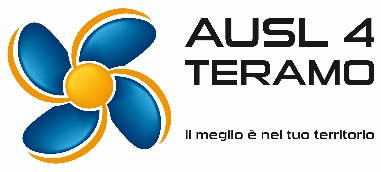 AUSL 4
TERAMO
Il meglio è nel tuo territorio